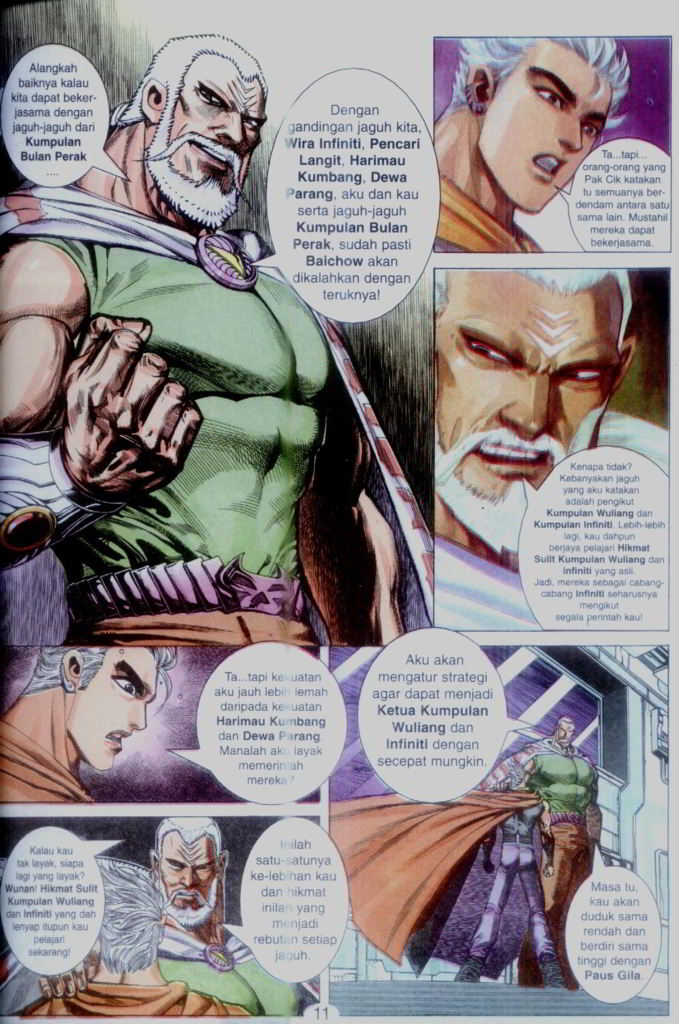 Alangkah
baiknya kalau
kita dapat beker-
jasama dengan
jaguh-jaguh dari
Kumpulan
Bulan Perak
....
Dengan
gandingan jaguh kita,
Wira Infiniti, Pencari
Langit, Harimau
Kumbang, Dewa
Parang, aku dan kau
serta jaguh-jaguh
Kumpulan Bulan
Perak, sudah pasti
Baichow akan
dikalahkan dengan
teruknya!
Ta...tapi...
orang-orang yang
Pak Cik katakan
tu semuanya ber-
dendam antara satu
sama lain. Mustahil
mereka dapat
bekerjasama.
Kenapa tidak?
Kebanyakan jaguh
yang aku katakan
adalah pengikut
Kumpulan Wuliang dan
Kumpulan Infiniti. Lebih-lebih
lagi, kau dahpun
berjaya pelajari Hikmat
Sulit Kumpulan Wuliang dan
Infiniti yang asli.
Jadi, mereka sebagai cabang-
cabang Infiniti seharusnya
mengikut
segala perintah kau!
Ta...tapi kekuatan
aku jauh lebih lemah
daripada kekuatan
Harimau Kumbang
dan Dewa Parang.
Manalah aku layak
memerintah
mereka?
Aku akan
mengatur strategi
agar dapat menjadi
Ketua Kumpulan
Wuliang dan
Infiniti dengan
secepat mungkin.
Kalau kau
tak layak, siapa
lagi yang layak?
Wunan! Hikmat Sulit
Kumpulan Wuliang
dan Infiniti yang dah
lenyap itupun kau
pelajari
sekarang!
Inilah
satu-satunya
ke-lebihan kau
dan hikmat
inilah yang
menjadi
rebutan setiap
jaguh.
Masa tu,
kau akan
duduk sama
rendah dan
berdiri sama
tinggi dengan
Paus Gila.
11